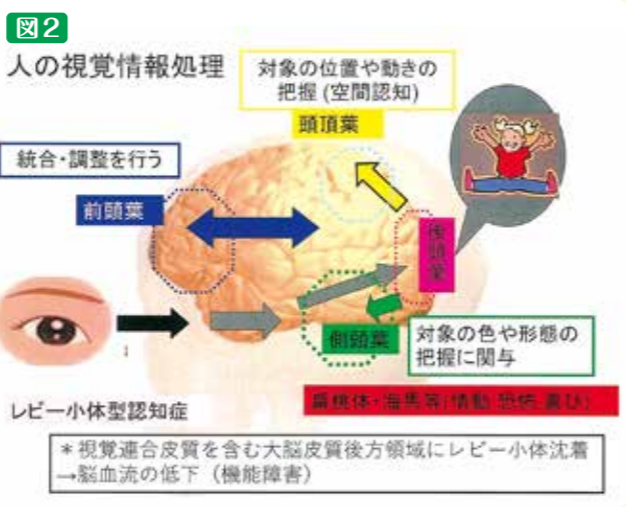 図2
人の視覚情報処理
対象の位置や動きの
把握(空間認知)
頭頂葉
統合・調整を行う
前頭葉
後頭葉
側頭葉
対象の色や形態の
把握に関与
扁桃体・海馬等(情動 恐怖 喜び)
レビー小体型認知症
*視覚連合皮質を含む大脳皮質後方領域にレビー小体沈着
→脳血流の低下（機能障害）